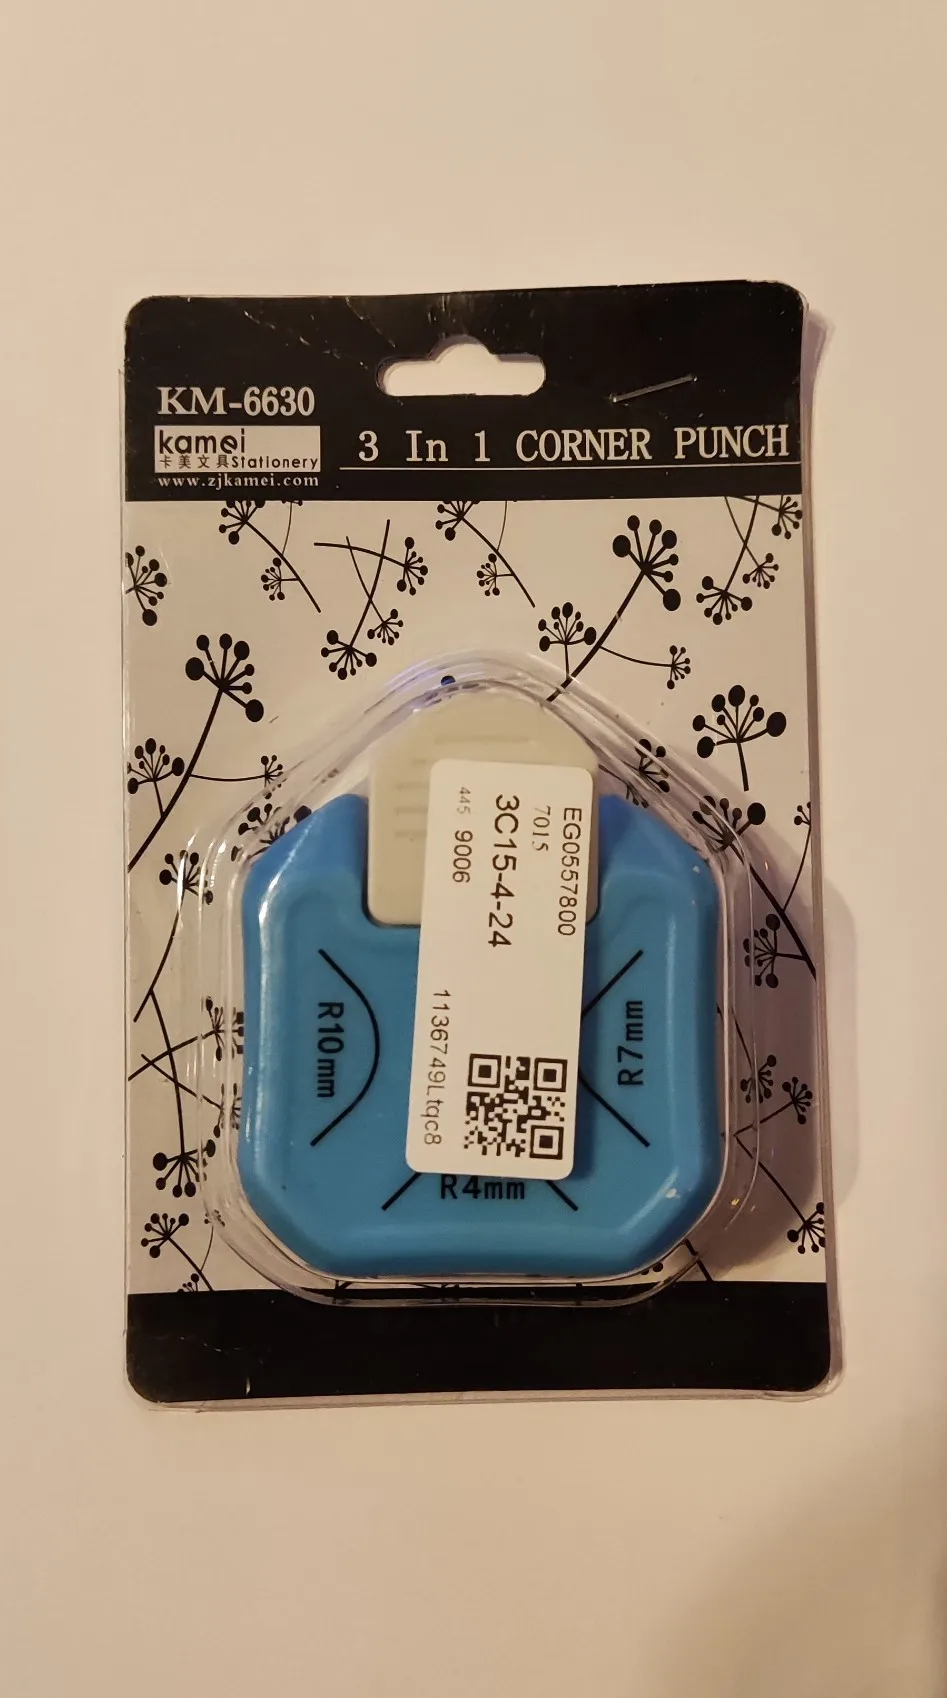 KM-6630
kamei
卡美文具Stationery
www.zjkamei.com
3 In 1 CORNER PUNCH
EG0557800
7015
3C15-4-24
445 9006
1136749Ltqc8
R10mm
R7mm
R4mm